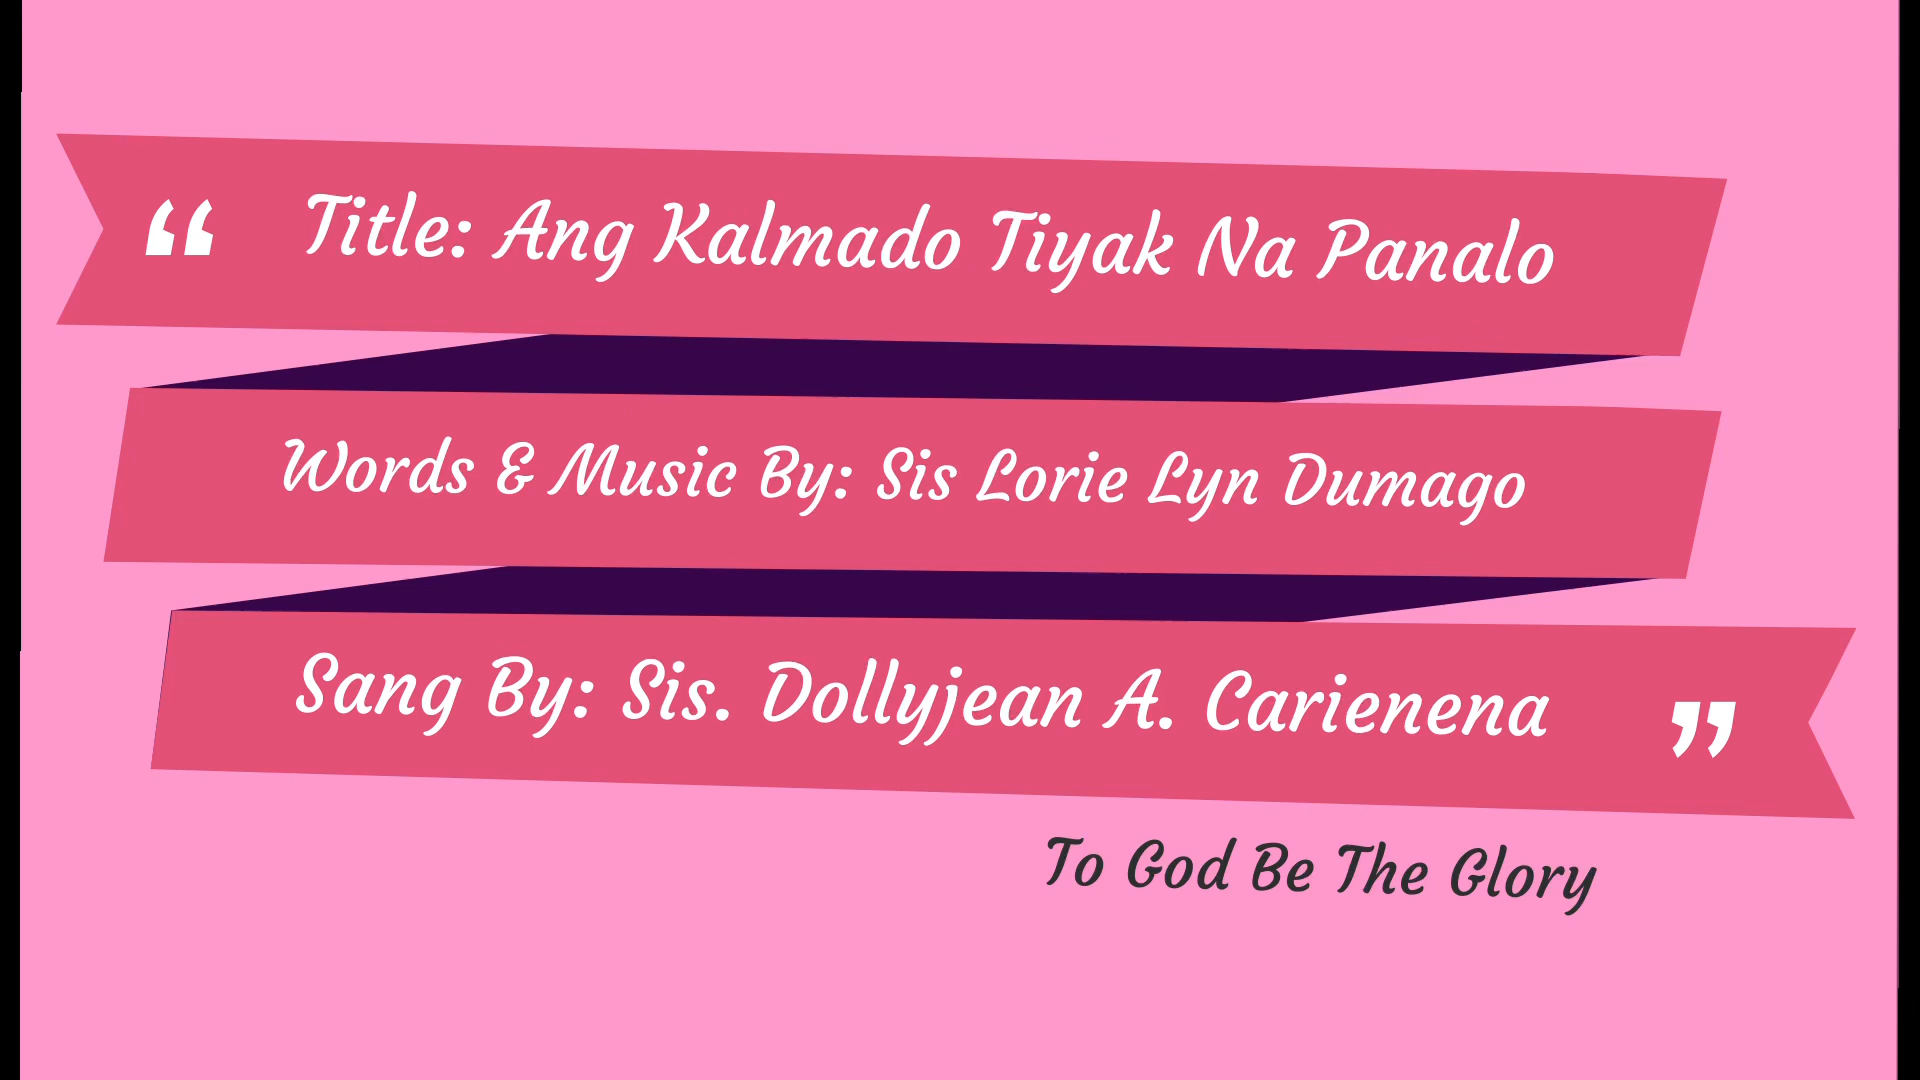 “ Title: Ang Kalmado Tiyak Na Panalo
Words & Music By: Sis Lorie Lyn Dumago
Sang By: Sis. Dollyjean A. Carienena ”
To God Be The Glory